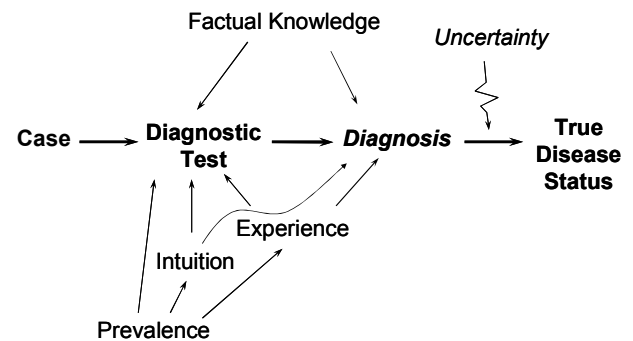 Factual Knowledge
Uncertainty
Case
Diagnostic
Test
Diagnosis
True
Disease
Status
Experience
Intuition
Prevalence